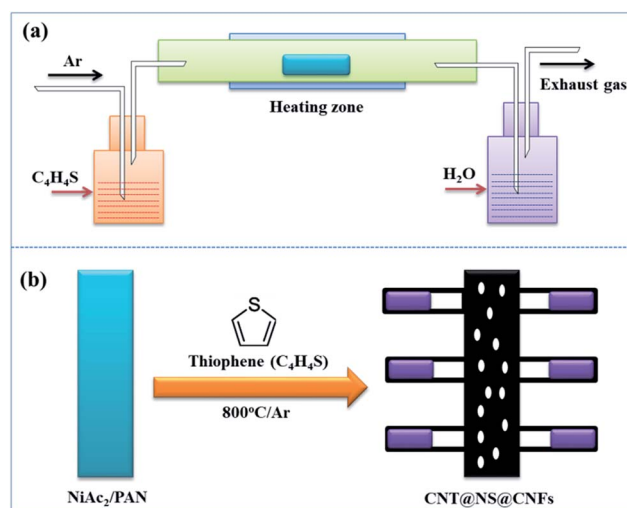 (a)
Ar
Heating zone
Exhaust gas
C₄H₄S
H₂O
(b)
S
Thiophene (C₄H₄S)
800°C/Ar
NiAc₂/PAN
CNT@NS@CNFs